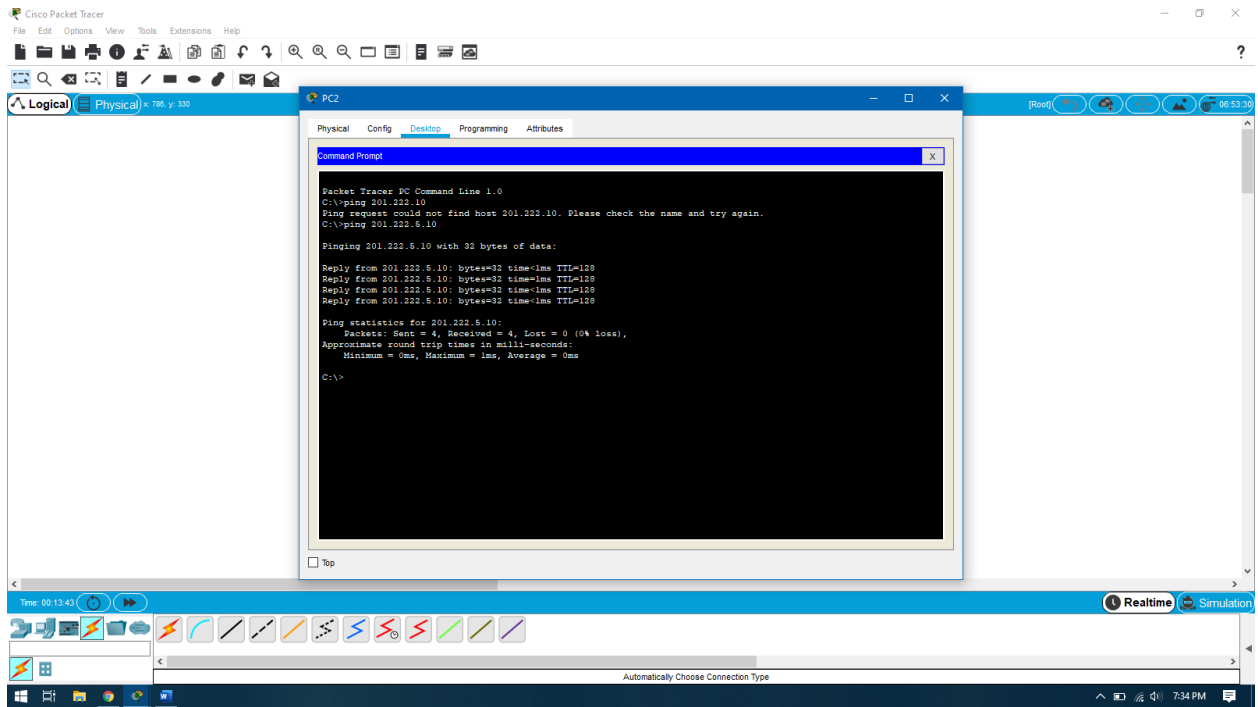 Cisco Packet Tracer
File Edit Options View Tools Extensions Help
?
Logical Physical x: 786, y: 330
[Root] 06:53:30
PC2
Physical Config Desktop Programming Attributes
Command Prompt
X
Packet Tracer PC Command Line 1.0
C:\>ping 201.222.10
Ping request could not find host 201.222.10. Please check the name and try again.
C:\>ping 201.222.5.10
Pinging 201.222.5.10 with 32 bytes of data:
Reply from 201.222.5.10: bytes=32 time<1ms TTL=128
Reply from 201.222.5.10: bytes=32 time=1ms TTL=128
Reply from 201.222.5.10: bytes=32 time<1ms TTL=128
Reply from 201.222.5.10: bytes=32 time<1ms TTL=128
Ping statistics for 201.222.5.10:
Packets: Sent = 4, Received = 4, Lost = 0 (0% loss),
Approximate round trip times in milli-seconds:
Minimum = 0ms, Maximum = 1ms, Average = 0ms
C:\>
Top
Time: 00:13:43
Realtime Simulation
Automatically Choose Connection Type
7:34 PM